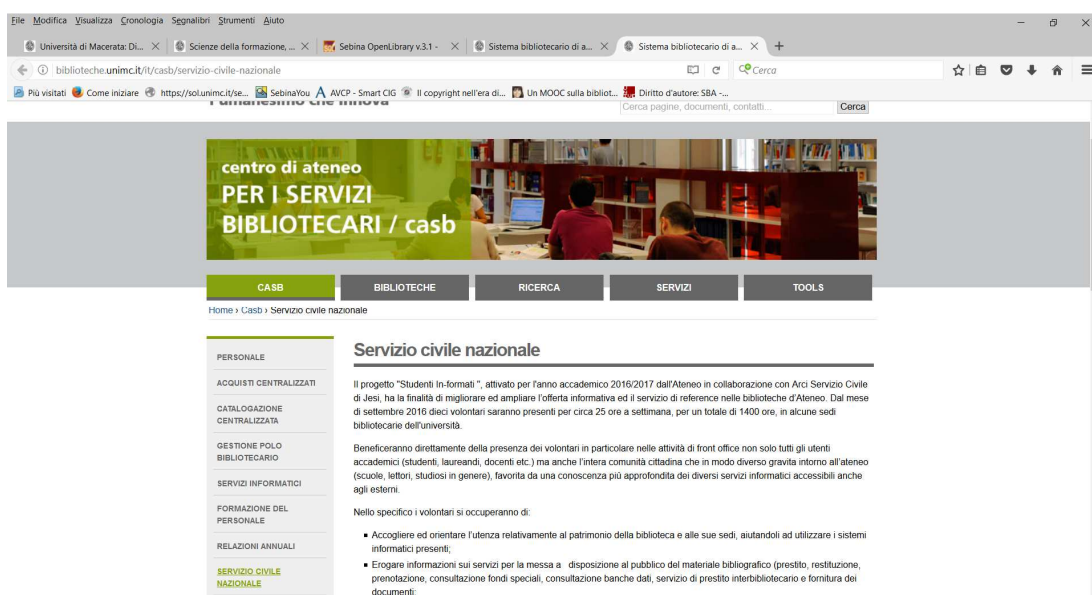 File Modifica Visualizza Cronologia Segnalibri Strumenti Aiuto
Università di Macerata: Di... Scienze della formazione, ... Sebina OpenLibrary v.3.1 - Sistema bibliotecario di a... Sistema bibliotecario di a...
biblioteche.unimc.it/it/casb/servizio-civile-nazionale Cerca
Più visitati Come iniziare https://sol.unimc.it/se... SebinaYou AVCP - Smart CIG Il copyright nell'era di... Un MOOC sulla bibliot... Diritto d'autore: SBA -...
l'umanesimo che innova
Cerca pagine, documenti, contatti... Cerca
centro di ateneo
PER I SERVIZI
BIBLIOTECARI / casb
CASB BIBLIOTECHE RICERCA SERVIZI TOOLS
Home › Casb › Servizio civile nazionale
PERSONALE
ACQUISTI CENTRALIZZATI
CATALOGAZIONE
CENTRALIZZATA
GESTIONE POLO
BIBLIOTECARIO
SERVIZI INFORMATICI
FORMAZIONE DEL
PERSONALE
RELAZIONI ANNUALI
SERVIZIO CIVILE
NAZIONALE
Servizio civile nazionale
Il progetto "Studenti In-formati ", attivato per l'anno accademico 2016/2017 dall'Ateneo in collaborazione con Arci Servizio Civile
di Jesi, ha la finalità di migliorare ed ampliare l'offerta informativa ed il servizio di reference nelle biblioteche d'Ateneo. Dal mese
di settembre 2016 dieci volontari saranno presenti per circa 25 ore a settimana, per un totale di 1400 ore, in alcune sedi
bibliotecarie dell'università.
Beneficeranno direttamente della presenza dei volontari in particolare nelle attività di front office non solo tutti gli utenti
accademici (studenti, laureandi, docenti etc.) ma anche l'intera comunità cittadina che in modo diverso gravita intorno all'ateneo
(scuole, lettori, studiosi in genere), favorita da una conoscenza più approfondita dei diversi servizi informatici accessibili anche
agli esterni.
Nello specifico i volontari si occuperanno di:
Accogliere ed orientare l'utenza relativamente al patrimonio della biblioteca e alle sue sedi, aiutandoli ad utilizzare i sistemi
informatici presenti;
Erogare informazioni sui servizi per la messa a disposizione al pubblico del materiale bibliografico (prestito, restituzione,
prenotazione, consultazione fondi speciali, consultazione banche dati, servizio di prestito interbibliotecario e fornitura dei
documenti;